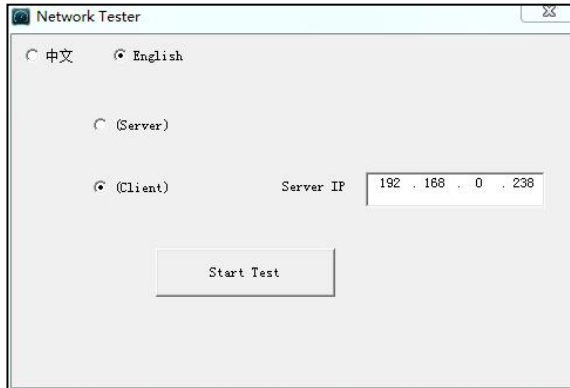 Network Tester
中文 English
(Server)
(Client) Server IP 192 . 168 . 0 . 238
Start Test